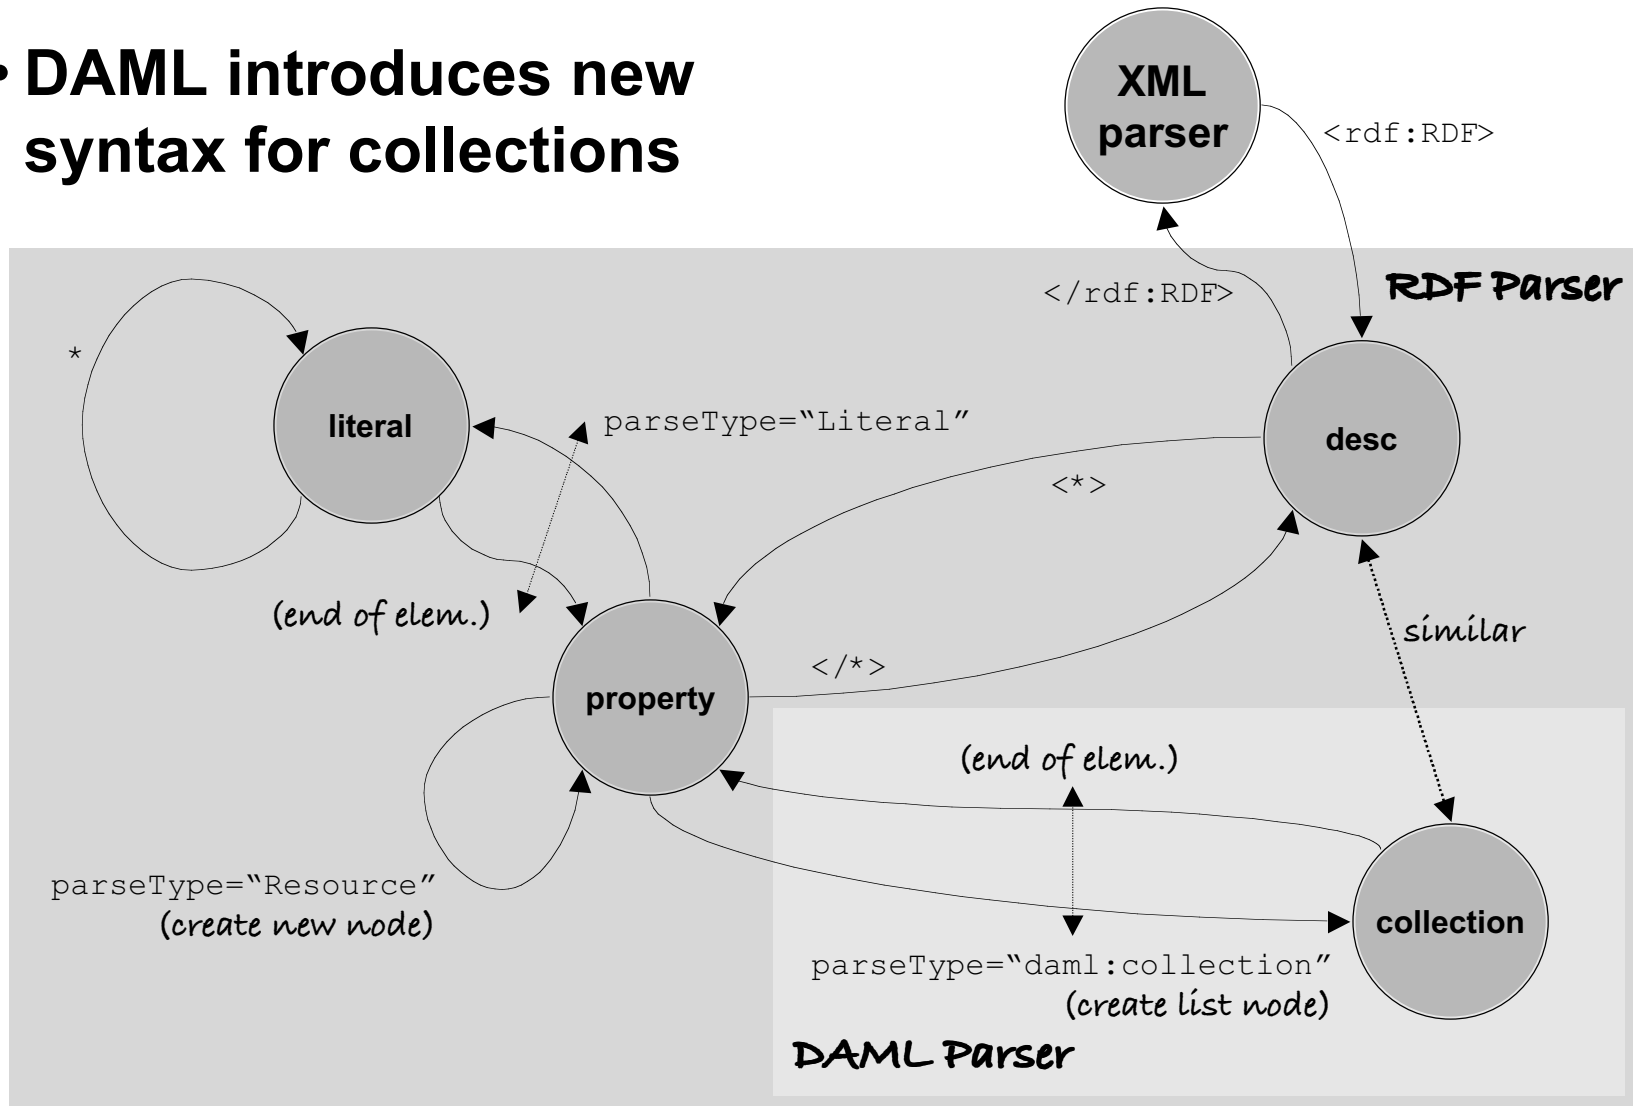 • DAML introduces new
syntax for collections
XML
parser
<rdf:RDF>
</rdf:RDF>
RDF Parser
*
literal
parseType=“Literal”
desc
<*>
(end of elem.)
similar
</*>
property
(end of elem.)
parseType=“Resource”
(create new node)
collection
parseType=“daml:collection”
(create list node)
DAML Parser